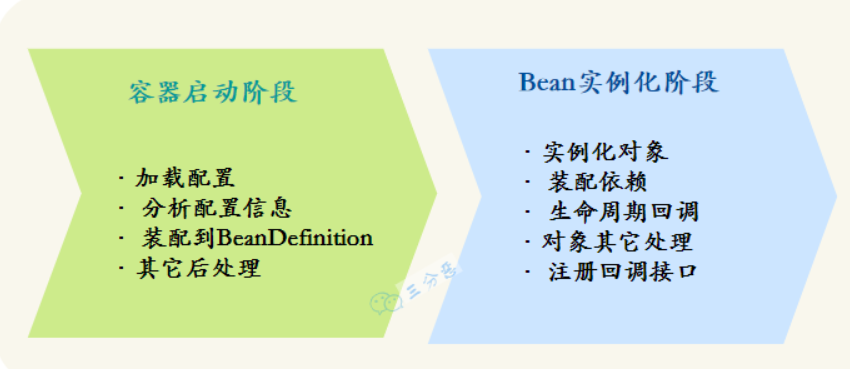 容器启动阶段
· 加载配置
· 分析配置信息
· 装配到BeanDefinition
· 其它后处理
Bean实例化阶段
· 实例化对象
· 装配依赖
· 生命周期回调
· 对象其它处理
· 注册回调接口
三分恶